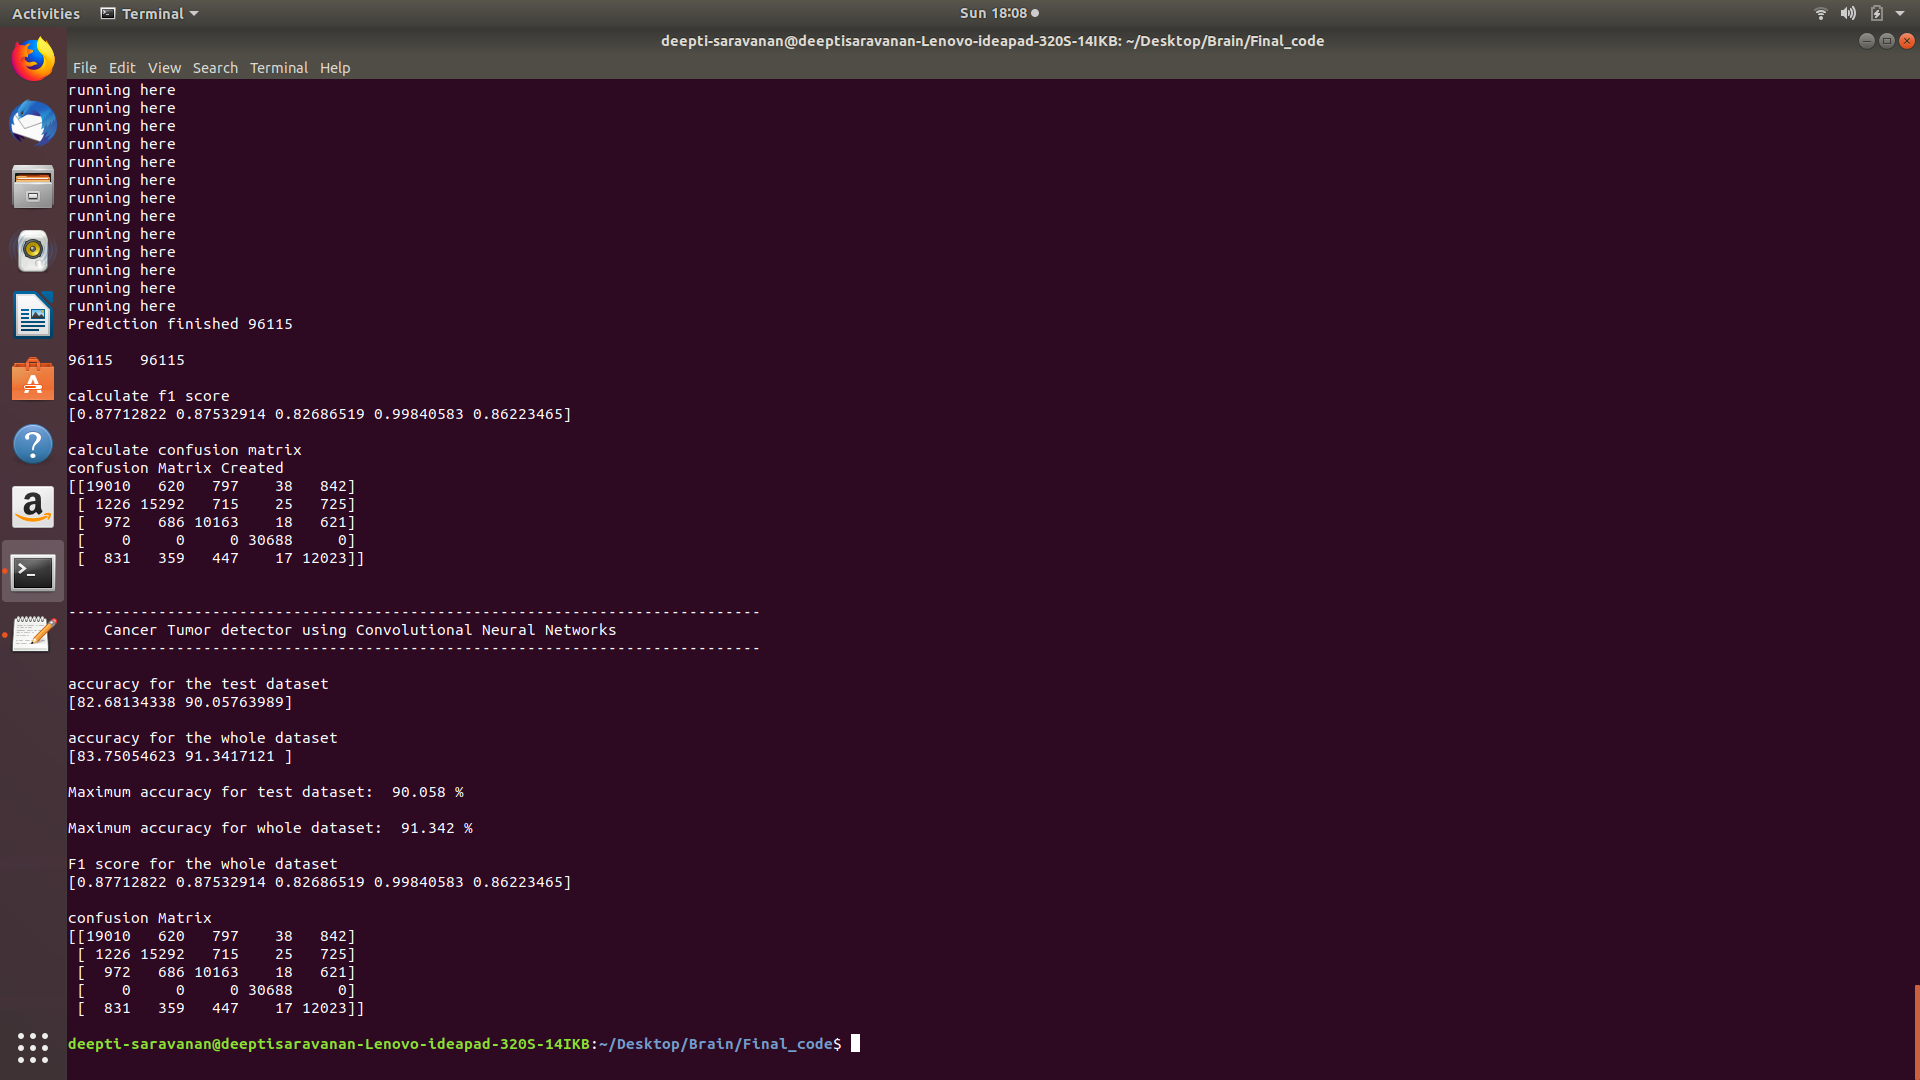 Activities Terminal Sun 18:08
deepti-saravanan@deeptisaravanan-Lenovo-ideapad-320S-14IKB: ~/Desktop/Brain/Final_code
File Edit View Search Terminal Help
running here
running here
running here
running here
running here
running here
running here
running here
running here
running here
running here
running here
running here
Prediction finished 96115
96115   96115
calculate f1 score
[0.87712822 0.87532914 0.82686519 0.99840583 0.86223465]
calculate confusion matrix
confusion Matrix Created
[[19010   620   797    38   842]
 [ 1226 15292   715    25   725]
 [  972   686 10163    18   621]
 [    0     0     0 30688     0]
 [  831   359   447    17 12023]]
-----------------------------------------------------------------------------
    Cancer Tumor detector using Convolutional Neural Networks
-----------------------------------------------------------------------------
accuracy for the test dataset
[82.68134338 90.05763989]
accuracy for the whole dataset
[83.75054623 91.3417121 ]
Maximum accuracy for test dataset:  90.058 %
Maximum accuracy for whole dataset:  91.342 %
F1 score for the whole dataset
[0.87712822 0.87532914 0.82686519 0.99840583 0.86223465]
confusion Matrix
[[19010   620   797    38   842]
 [ 1226 15292   715    25   725]
 [  972   686 10163    18   621]
 [    0     0     0 30688     0]
 [  831   359   447    17 12023]]
deepti-saravanan@deeptisaravanan-Lenovo-ideapad-320S-14IKB:~/Desktop/Brain/Final_code$